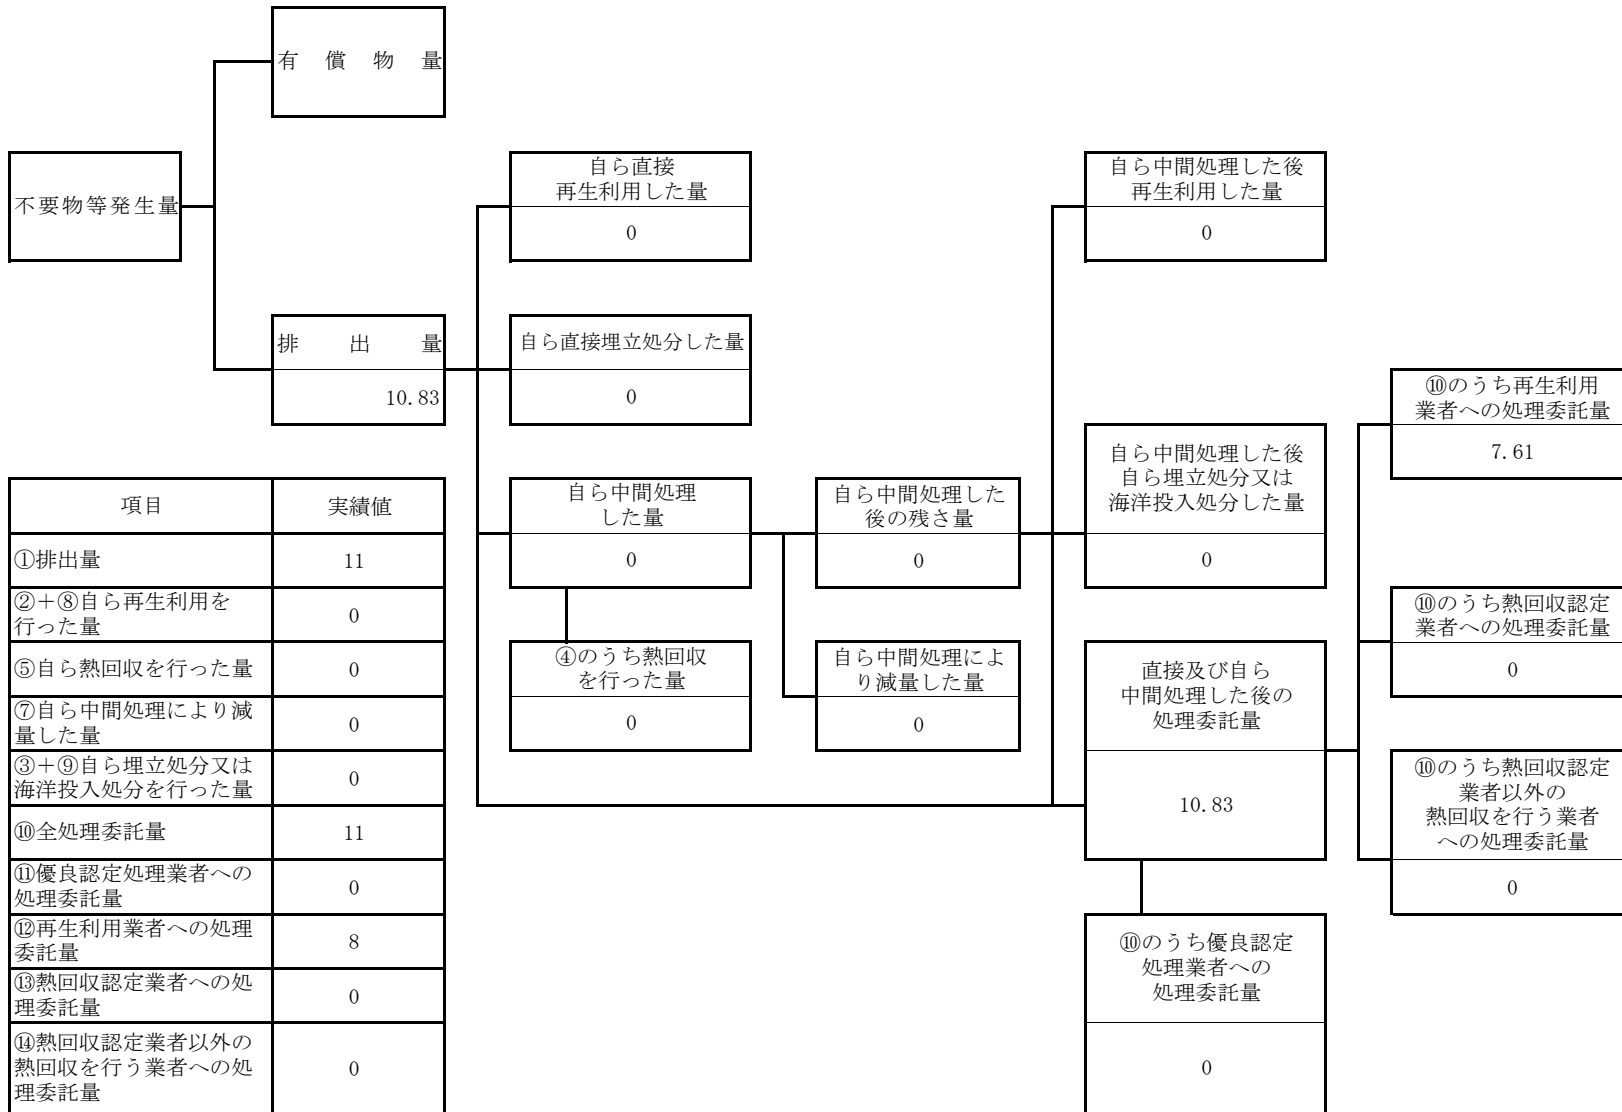 有償物量
不要物等発生量
排出量
10.83
自ら直接
再生利用した量
0
自ら直接埋立処分した量
0
自ら中間処理
した量
0
④のうち熱回収
を行った量
0
自ら中間処理した
後の残さ量
0
自ら中間処理によ
り減量した量
0
自ら中間処理した後
再生利用した量
0
自ら中間処理した後
自ら埋立処分又は
海洋投入処分した量
0
直接及び自ら
中間処理した後の
処理委託量
10.83
⑩のうち優良認定
処理業者への
処理委託量
0
⑩のうち再生利用
業者への処理委託量
7.61
⑩のうち熱回収認定
業者への処理委託量
0
⑩のうち熱回収認定
業者以外の
熱回収を行う業者
への処理委託量
0
項目 実績値
①排出量 11
②+⑧自ら再生利用を
行った量 0
⑤自ら熱回収を行った量 0
⑦自ら中間処理により減
量した量 0
③+⑨自ら埋立処分又は
海洋投入処分を行った量 0
⑩全処理委託量 11
⑪優良認定処理業者への
処理委託量 0
⑫再生利用業者への処理
委託量 8
⑬熱回収認定業者への処
理委託量 0
⑭熱回収認定業者以外の
熱回収を行う業者への処
理委託量 0